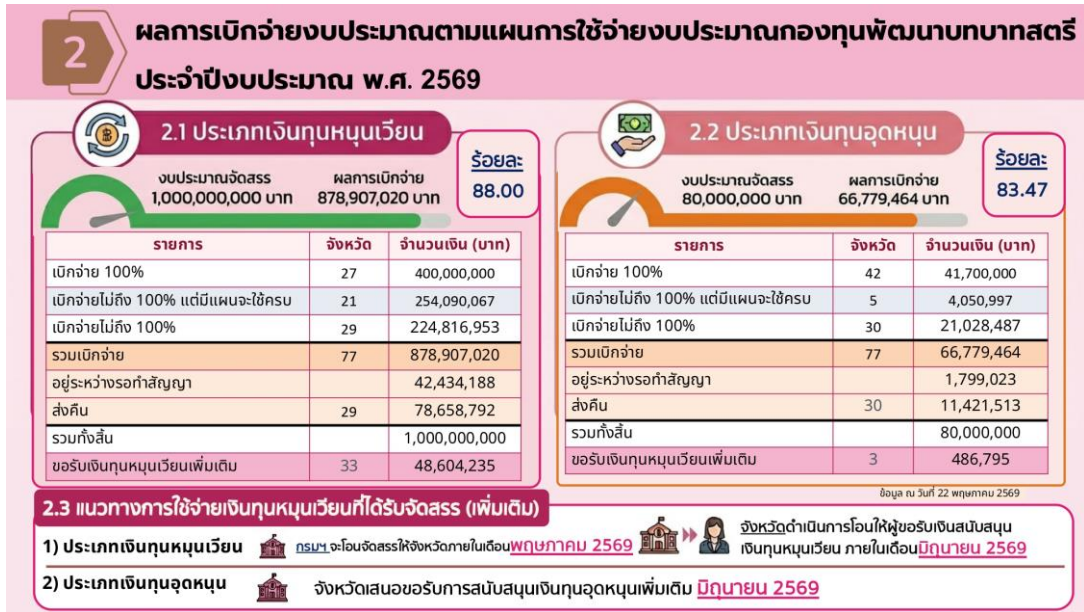 2
ผลการเบิกจ่ายงบประมาณตามแผนการใช้จ่ายงบประมาณกองทุนพัฒนาบทบาทสตรี
ประจำปีงบประมาณ พ.ศ. 2569
2.1 ประเภทเงินทุนหนุนเวียน
งบประมาณจัดสรร ผลการเบิกจ่าย
1,000,000,000 บาท 878,907,020 บาท
ร้อยละ
88.00
รายการ จังหวัด จำนวนเงิน (บาท)
เบิกจ่าย 100% 27 400,000,000
เบิกจ่ายไม่ถึง 100% แต่มีแผนจะใช้ครบ 21 254,090,067
เบิกจ่ายไม่ถึง 100% 29 224,816,953
รวมเบิกจ่าย 77 878,907,020
อยู่ระหว่างรอทำสัญญา 42,434,188
ส่งคืน 29 78,658,792
รวมทั้งสิ้น 1,000,000,000
ขอรับเงินทุนหมุนเวียนเพิ่มเติม 33 48,604,235
2.2 ประเภทเงินทุนอุดหนุน
งบประมาณจัดสรร ผลการเบิกจ่าย
80,000,000 บาท 66,779,464 บาท
ร้อยละ
83.47
รายการ จังหวัด จำนวนเงิน (บาท)
เบิกจ่าย 100% 42 41,700,000
เบิกจ่ายไม่ถึง 100% แต่มีแผนจะใช้ครบ 5 4,050,997
เบิกจ่ายไม่ถึง 100% 30 21,028,487
รวมเบิกจ่าย 77 66,779,464
อยู่ระหว่างรอทำสัญญา 1,799,023
ส่งคืน 30 11,421,513
รวมทั้งสิ้น 80,000,000
ขอรับเงินทุนหมุนเวียนเพิ่มเติม 3 486,795
ข้อมูล ณ วันที่ 22 พฤษภาคม 2569
2.3 แนวทางการใช้จ่ายเงินทุนหมุนเวียนที่ได้รับจัดสรร (เพิ่มเติม)
1) ประเภทเงินทุนหมุนเวียน กรมฯ จะโอนจัดสรรให้จังหวัดภายในเดือนพฤษภาคม 2569
จังหวัดดำเนินการโอนให้ผู้ขอรับเงินสนับสนุน
เงินทุนหมุนเวียน ภายในเดือนมิถุนายน 2569
2) ประเภทเงินทุนอุดหนุน จังหวัดเสนอขอรับการสนับสนุนเงินทุนอุดหนุนเพิ่มเติม มิถุนายน 2569